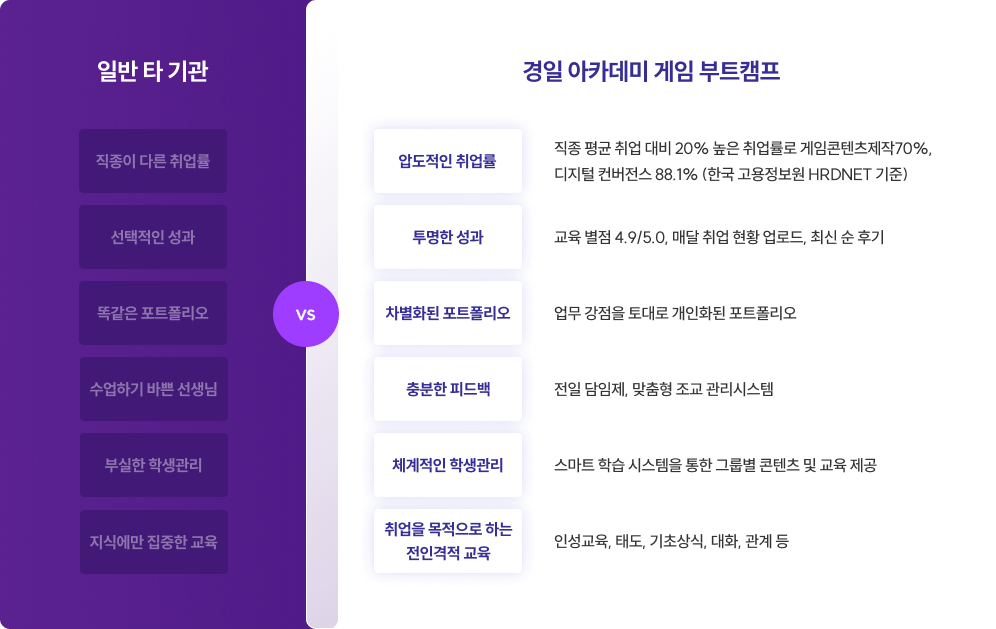 일반 타 기관
직종이 다른 취업률
선택적인 성과
똑같은 포트폴리오
수업하기 바쁜 선생님
부실한 학생관리
지식에만 집중한 교육
vs
경일 아카데미 게임 부트캠프
압도적인 취업률
직종 평균 취업 대비 20% 높은 취업률로 게임콘텐츠제작70%,
디지털 컨버전스 88.1% (한국 고용정보원 HRDNET 기준)
투명한 성과
교육 별점 4.9/5.0, 매달 취업 현황 업로드, 최신 순 후기
차별화된 포트폴리오
업무 강점을 토대로 개인화된 포트폴리오
충분한 피드백
전일 담임제, 맞춤형 조교 관리시스템
체계적인 학생관리
스마트 학습 시스템을 통한 그룹별 콘텐츠 및 교육 제공
취업을 목적으로 하는
전인격적 교육
인성교육, 태도, 기초상식, 대화, 관계 등